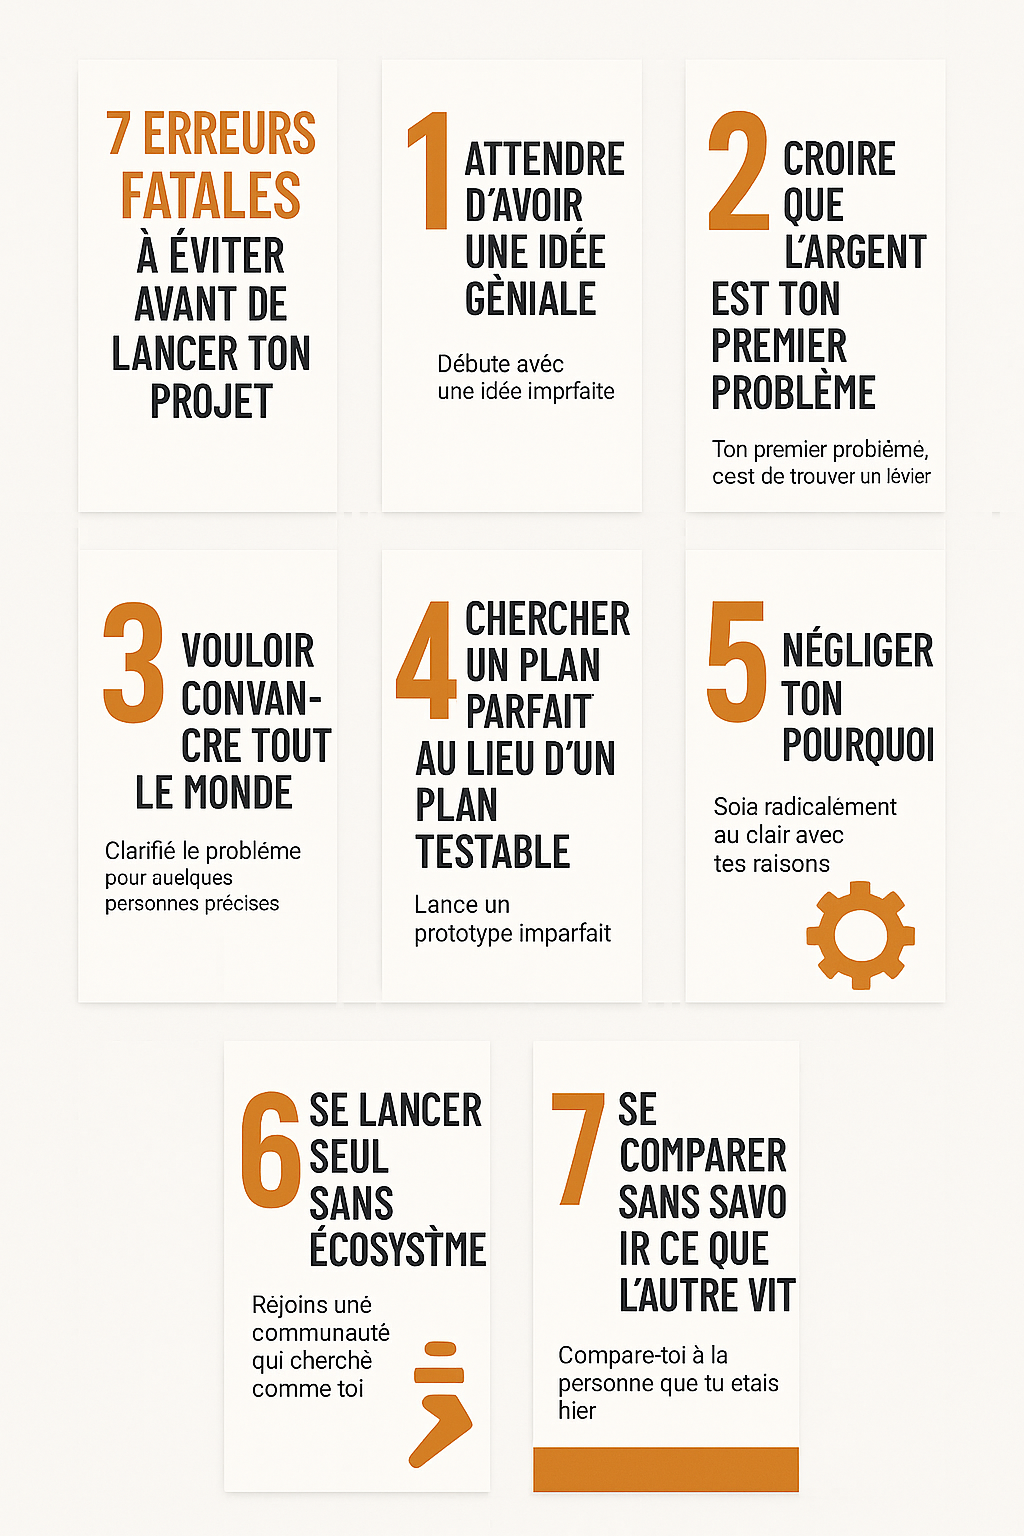 7 ERREURS
FATALES
À ÉVITER
AVANT DE
LANCER TON
PROJET
1
ATTENDRE
D'AVOIR
UNE IDÉE
GÈNIALE
Débute avéc
une idée imprfaite
2
CROIRE
QUE
L'ARGENT
EST TON
PREMIER
PROBLÈME
Ton premier probiėmė,
cest de trouver un lévier
3
VOULOIR
CONVAN-
CRE TOUT
LE MONDE
Clarifié le probléme
pour auelques
personnes précises
4
CHERCHER
UN PLAN
PARFAIT
AU LIEU D'UN
PLAN
TESTABLE
Lance un
prototype imparfait
5
NÉGLIGER
TON
POURQUOI
Soia radicalément
au clair avec
tes raisons
6
SE LANCER
SEUL
SANS
ÉCOSYST̀ME
Rėjoins uné
communauté
qui cherchè
comme toi
7
SE
COMPARER
SANS SAVO
IR CE QUE
L'AUTRE VIT
Compare-toi à la
personne que tu etais
hier